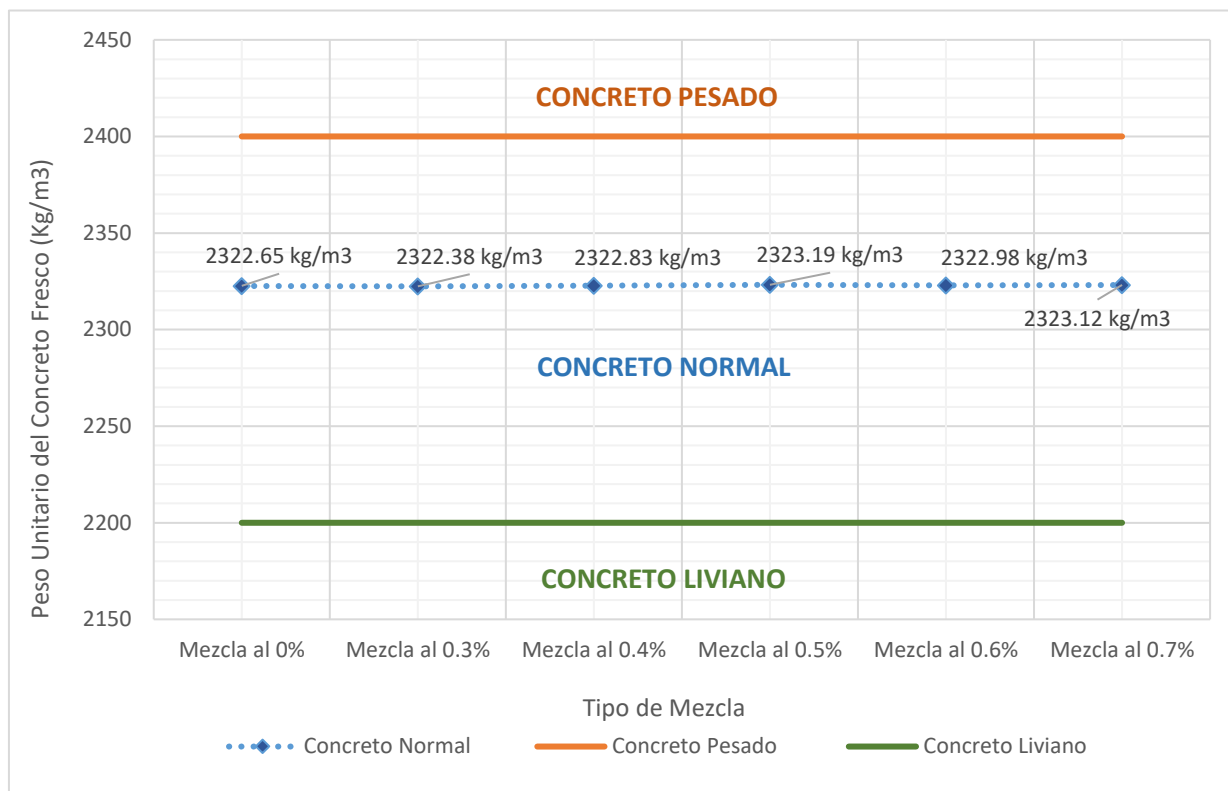 2450
CONCRETO PESADO
2400
2350
2322.65 kg/m3
2322.38 kg/m3
2322.83 kg/m3
2323.19 kg/m3
2322.98 kg/m3
2323.12 kg/m3
2300
CONCRETO NORMAL
2250
2200
CONCRETO LIVIANO
2150
Peso Unitario del Concreto Fresco (Kg/m3)
Mezcla al 0%
Mezcla al 0.3%
Mezcla al 0.4%
Mezcla al 0.5%
Mezcla al 0.6%
Mezcla al 0.7%
Tipo de Mezcla
Concreto Normal
Concreto Pesado
Concreto Liviano